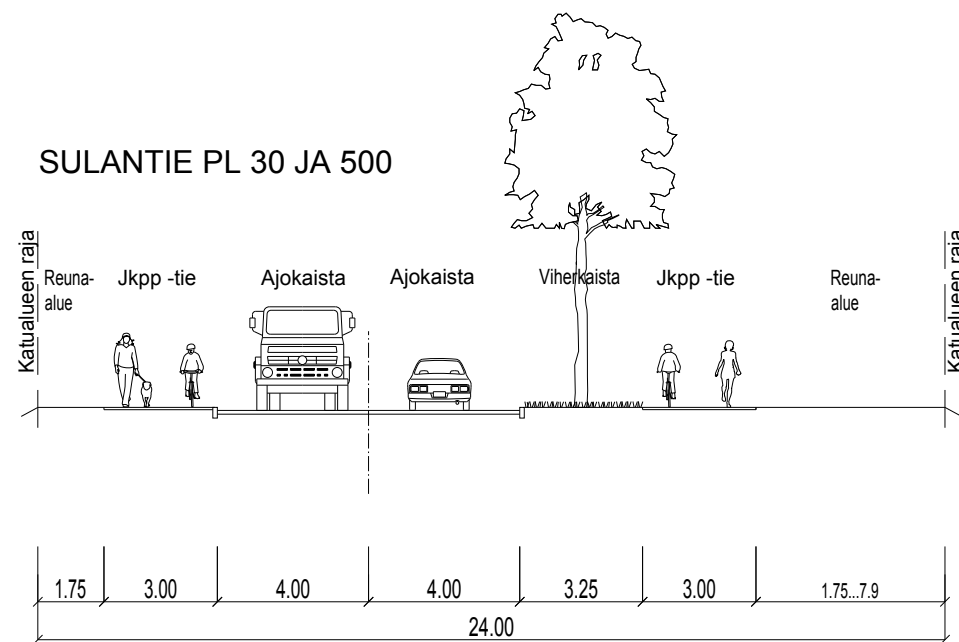 SULANTIE PL 30 JA 500
Katualueen raja
Reuna-
alue
Jkpp -tie
Ajokaista
Ajokaista
Viherkaista
Jkpp -tie
Reuna-
alue
Katualueen raja
1.75
3.00
4.00
4.00
3.25
3.00
1.75...7.9
24.00